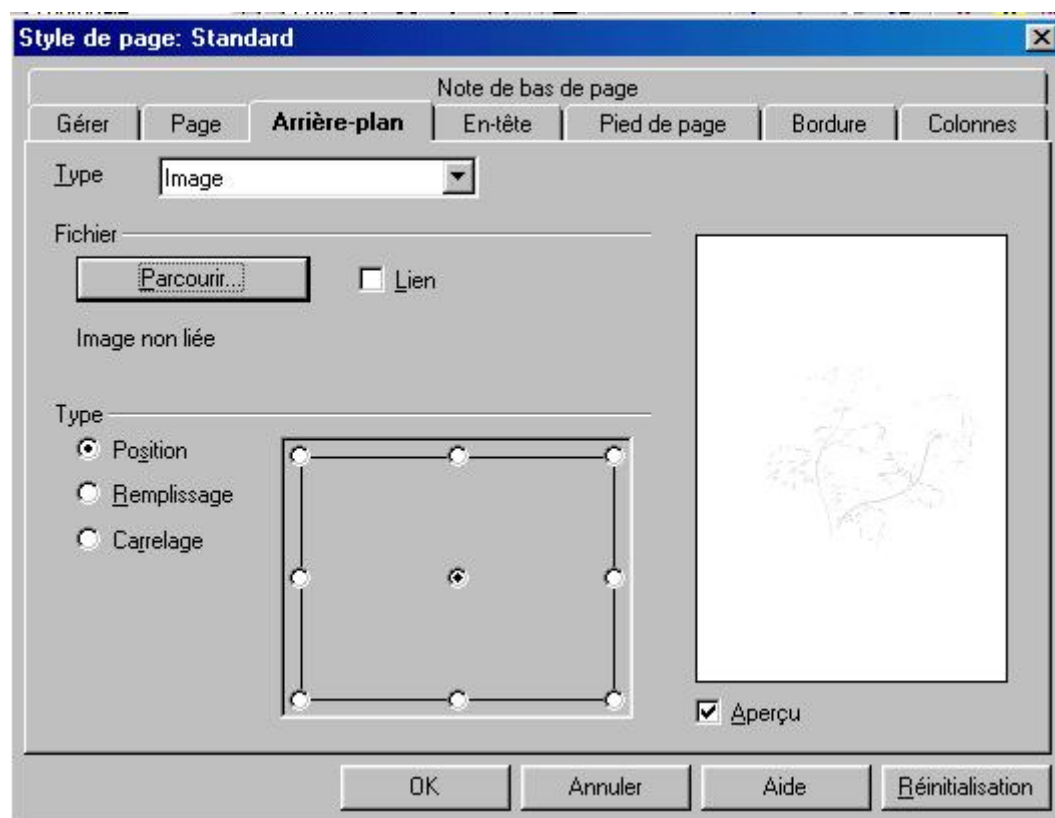 Style de page: Standard
Note de bas de page
Gérer Page Arrière-plan En-tête Pied de page Bordure Colonnes
Type Image
Fichier
Parcourir... Lien
Image non liée
Type
Position
Remplissage
Carrelage
Aperçu
OK Annuler Aide Réinitialisation